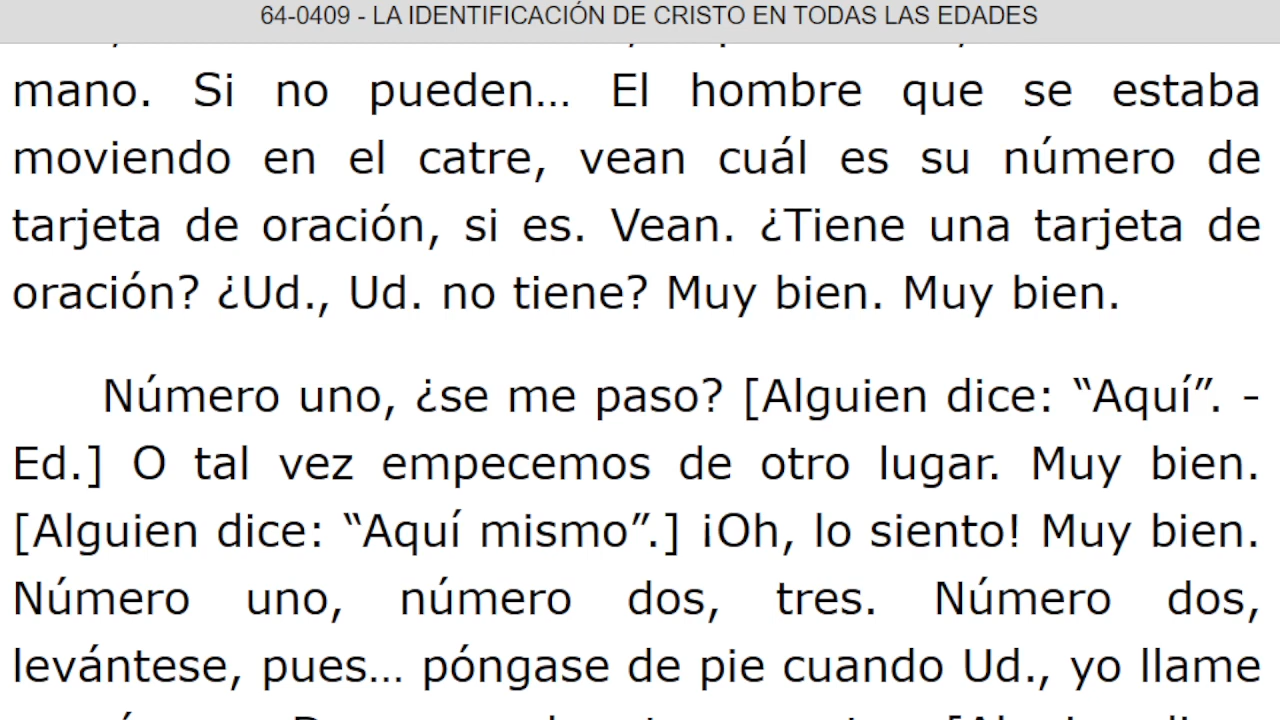 64-0409 - LA IDENTIFICACIÓN DE CRISTO EN TODAS LAS EDADES
mano. Si no pueden… El hombre que se estaba
moviendo en el catre, vean cuál es su número de
tarjeta de oración, si es. Vean. ¿Tiene una tarjeta de
oración? ¿Ud., Ud. no tiene? Muy bien. Muy bien.
Número uno, ¿se me paso? [Alguien dice: “Aquí”. -
Ed.] O tal vez empecemos de otro lugar. Muy bien.
[Alguien dice: “Aquí mismo”.] ¡Oh, lo siento! Muy bien.
Número uno, número dos, tres. Número dos,
levántese, pues… póngase de pie cuando Ud., yo llame